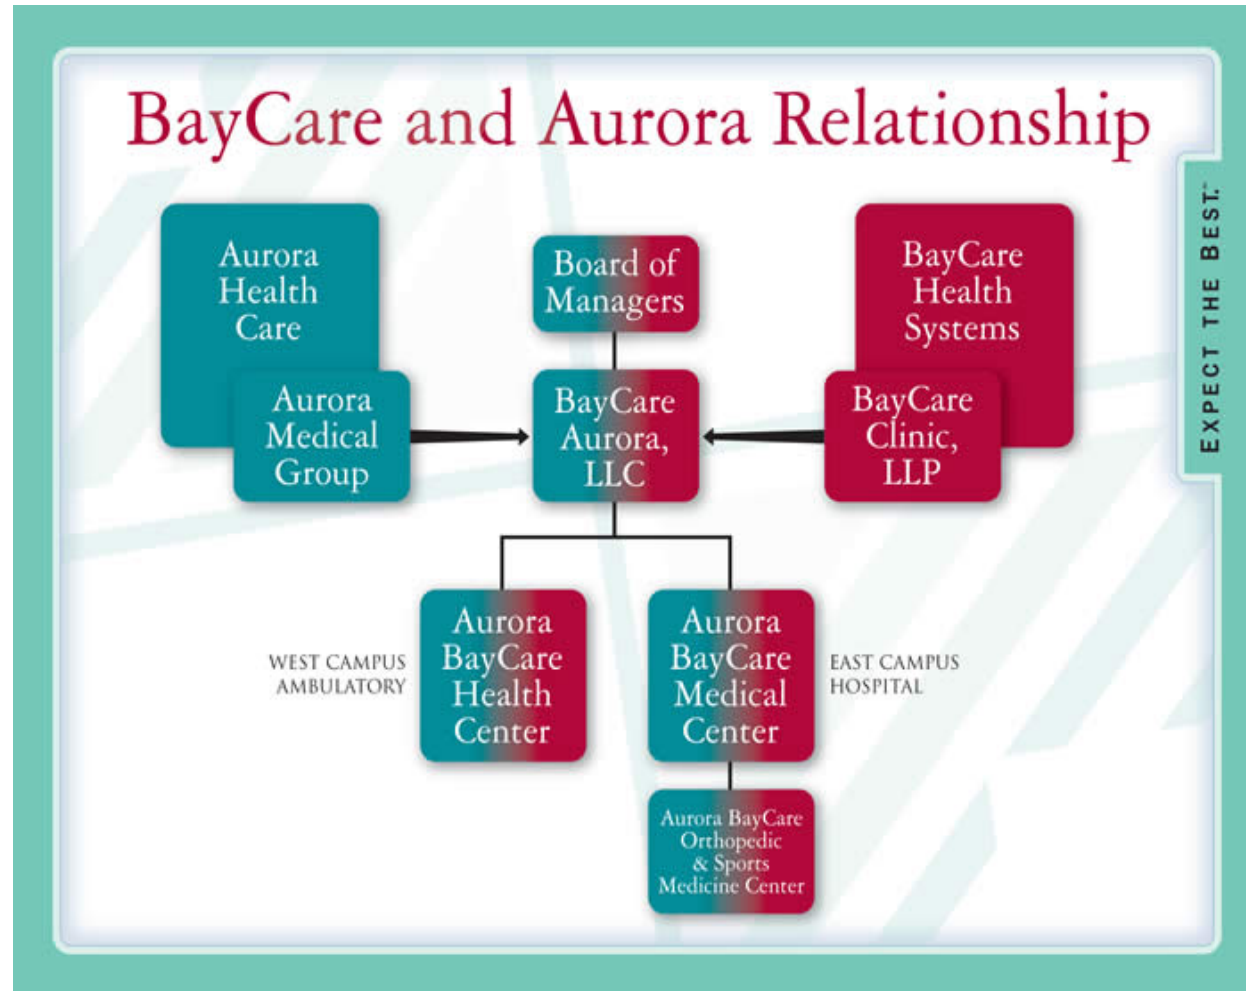 BayCare and Aurora Relationship
EXPECT THE BEST.™
Aurora
Health
Care
Board of
Managers
BayCare
Health
Systems
Aurora
Medical
Group
BayCare
Aurora,
LLC
BayCare
Clinic,
LLP
WEST CAMPUS
AMBULATORY
Aurora
BayCare
Health
Center
Aurora
BayCare
Medical
Center
EAST CAMPUS
HOSPITAL
Aurora BayCare
Orthopedic
& Sports
Medicine Center